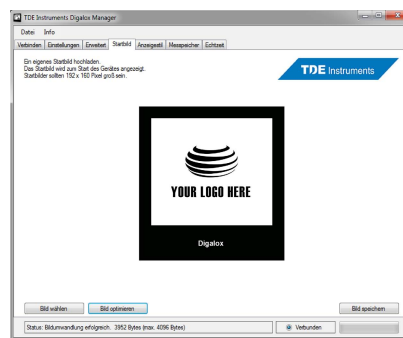 TDE Instruments Digalox Manager
Datei Info
Verbinden Einstellungen Erweitert Startbild Anzeigestil Messpeicher Echtzeit
Ein eigenes Startbild hochladen.
Das Startbild wird zum Start des Gerätes angezeigt.
Startbilder sollten 192 x 160 Pixel groß sein.
TDE Instruments
YOUR LOGO HERE
Digalox
Bild wählen Bild optimieren Bild speichern
Status: Bildumwandlung erfolgreich. 3952 Bytes (max. 4096 Bytes) Verbunden